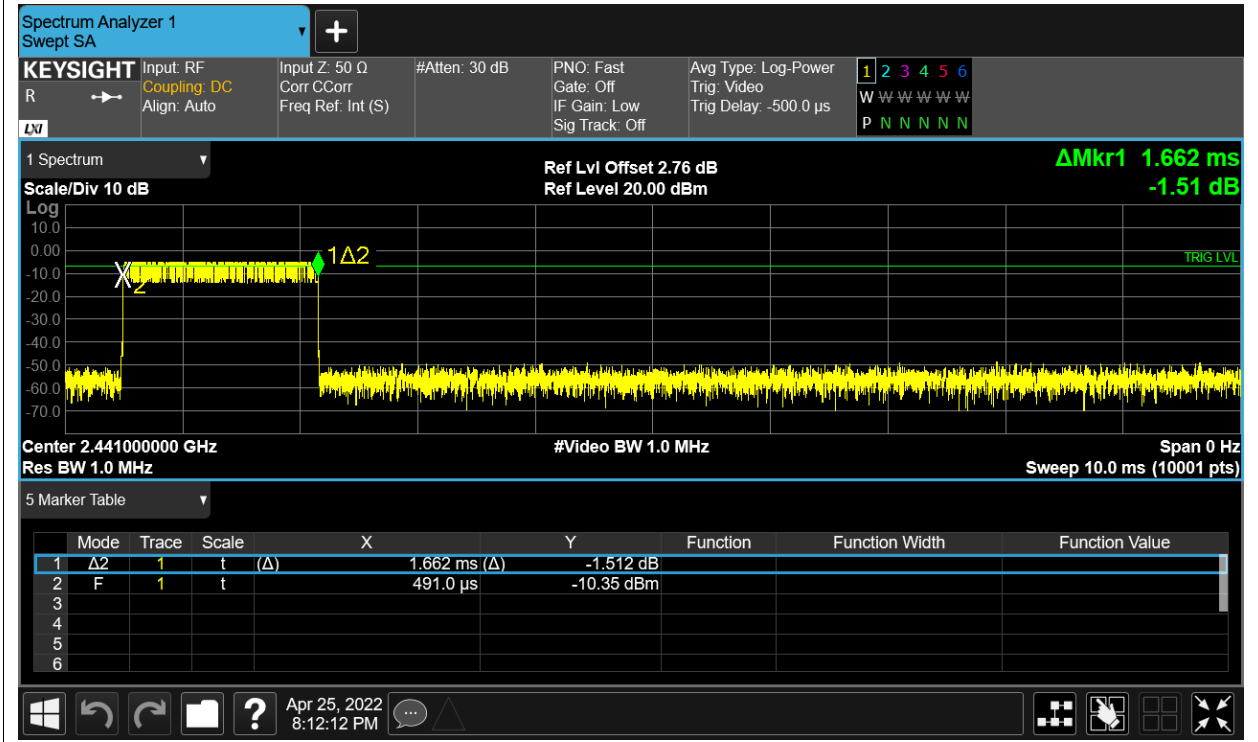 Spectrum Analyzer 1
Swept SA
KEYSIGHT
R
LXI
Input: RF
Coupling: DC
Align: Auto
Input Z: 50 Ω
Corr CCorr
Freq Ref: Int (S)
#Atten: 30 dB
PNO: Fast
Gate: Off
IF Gain: Low
Sig Track: Off
Avg Type: Log-Power
Trig: Video
Trig Delay: -500.0 µs
1 2 3 4 5 6
W W W W W W
P N N N N N
1 Spectrum
Scale/Div 10 dB
Ref Lvl Offset 2.76 dB
Ref Level 20.00 dBm
ΔMkr1 1.662 ms
-1.51 dB
Log
10.0
0.00
-10.0
-20.0
-30.0
-40.0
-50.0
-60.0
-70.0
1Δ2
2
TRIG LVL
Center 2.441000000 GHz
#Video BW 1.0 MHz
Span 0 Hz
Res BW 1.0 MHz
Sweep 10.0 ms (10001 pts)
5 Marker Table
Mode Trace Scale X Y Function Function Width Function Value
1 Δ2 1 t (Δ) 1.662 ms (Δ) -1.512 dB
2 F 1 t 491.0 µs -10.35 dBm
3
4
5
6
?
Apr 25, 2022
8:12:12 PM